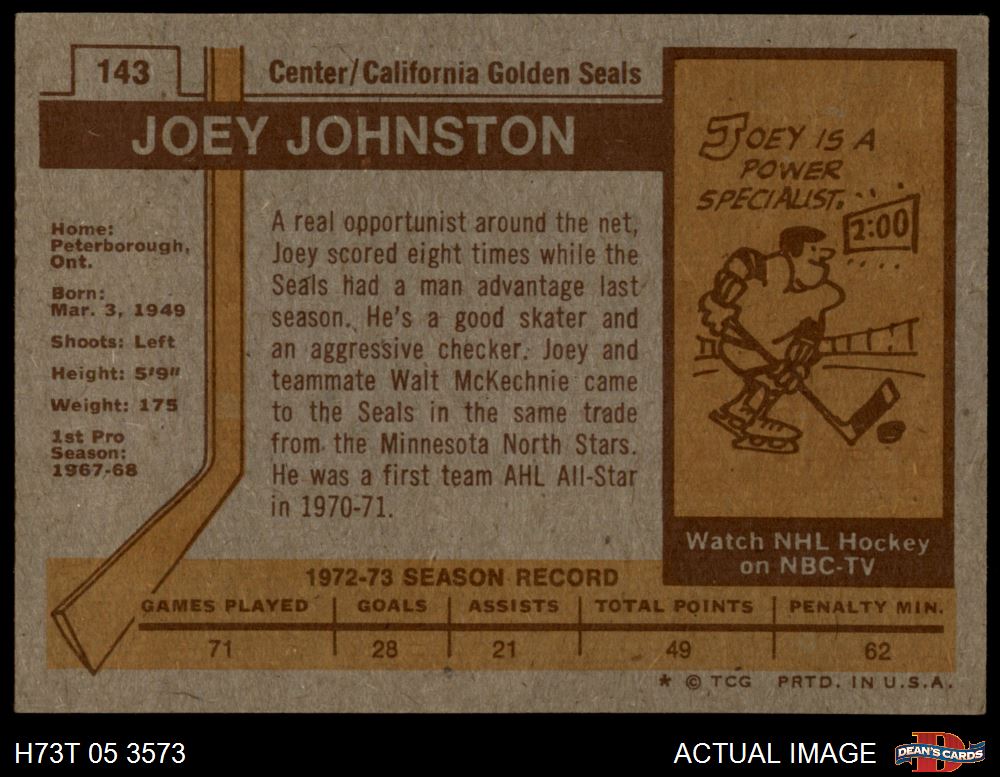 143
Center/California Golden Seals
JOEY JOHNSTON
Home:
Peterborough,
Ont.
Born:
Mar. 3, 1949
Shoots: Left
Height: 5'9"
Weight: 175
1st Pro
Season:
1967-68
A real opportunist around the net,
Joey scored eight times while the
Seals had a man advantage last
season. He's a good skater and
an aggressive checker. Joey and
teammate Walt McKechnie came
to the Seals in the same trade
from the Minnesota North Stars.
He was a first team AHL All-Star
in 1970-71.
JOEY IS A
POWER
SPECIALIST.
2:00
Watch NHL Hockey
on NBC-TV
1972-73 SEASON RECORD
GAMES PLAYED GOALS ASSISTS TOTAL POINTS PENALTY MIN.
71 28 21 49 62
* © TCG PRTD. IN U.S.A.
H73T 05 3573
ACTUAL IMAGE
D
DEAN'S CARDS